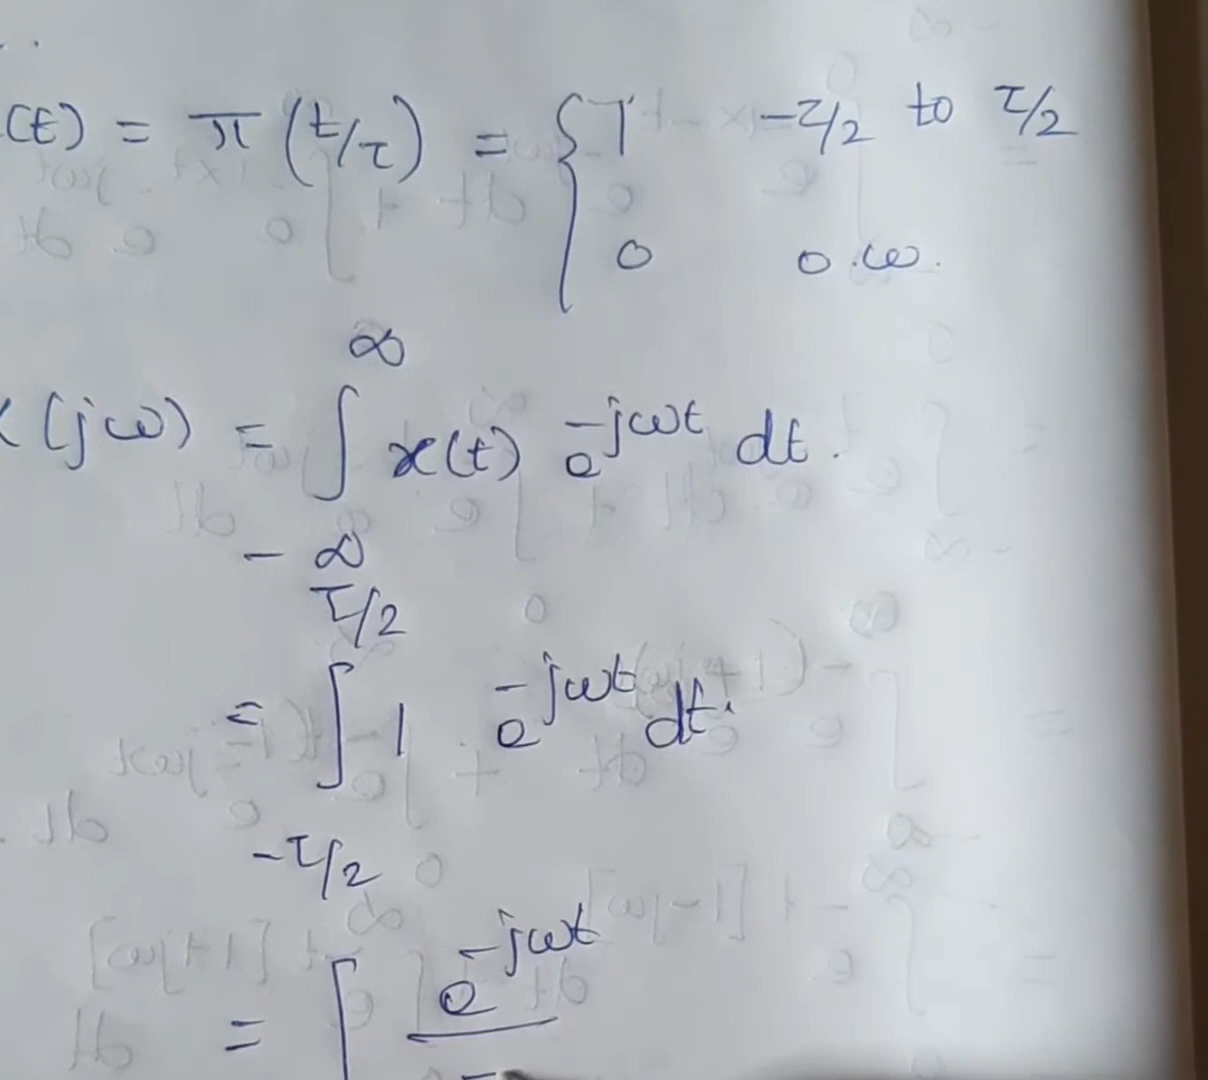 (t) = π (t/τ) = { 1 -τ/2 to τ/2
0 o.w.
X(jω) = ∫_{-∞}^{∞} x(t) e^{-jωt} dt.
= ∫_{-τ/2}^{τ/2} 1 e^{-jωt} dt.
= [ e^{-jωt}